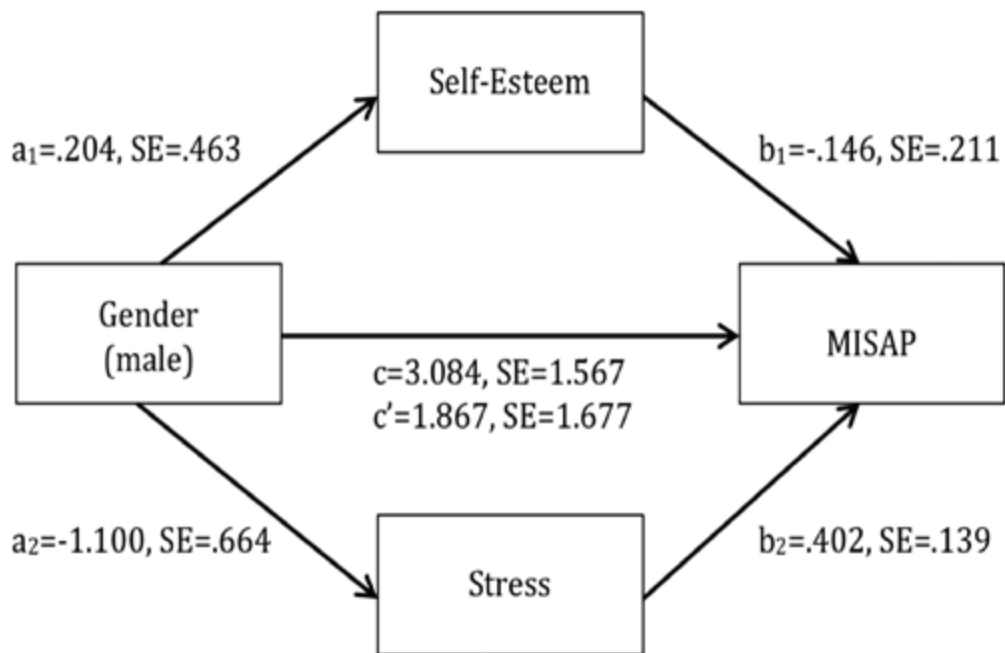 Self-Esteem
a₁=.204, SE=.463
b₁=-.146, SE=.211
Gender
(male)
MISAP
c=3.084, SE=1.567
c’=1.867, SE=1.677
a₂=-1.100, SE=.664
b₂=.402, SE=.139
Stress